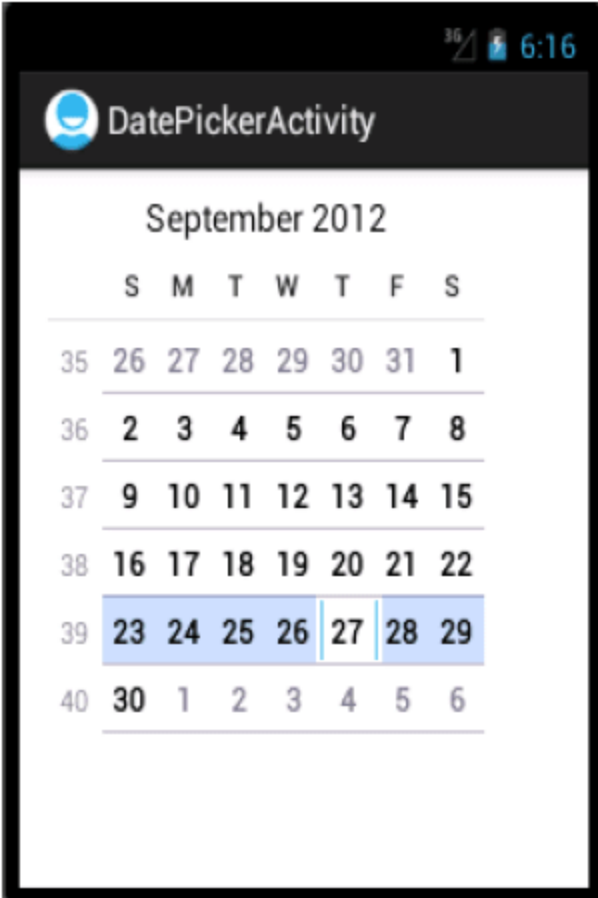 3G 6:16
DatePickerActivity
September 2012
S M T W T F S
35 26 27 28 29 30 31 1
36 2 3 4 5 6 7 8
37 9 10 11 12 13 14 15
38 16 17 18 19 20 21 22
39 23 24 25 26 27 28 29
40 30 1 2 3 4 5 6